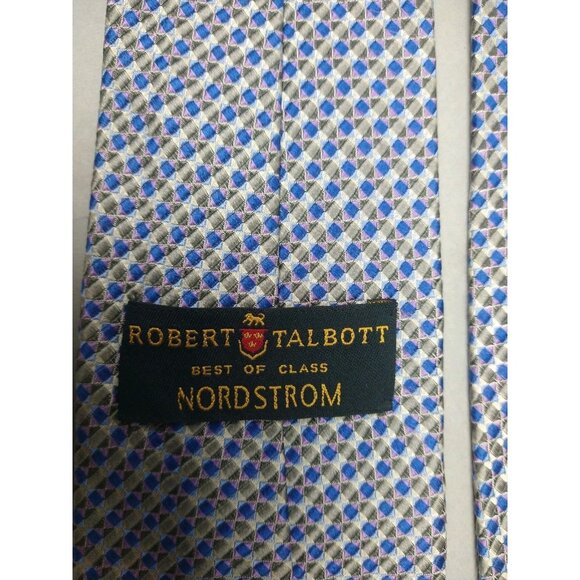 ROBERT TALBOTT
BEST OF CLASS
NORDSTROM